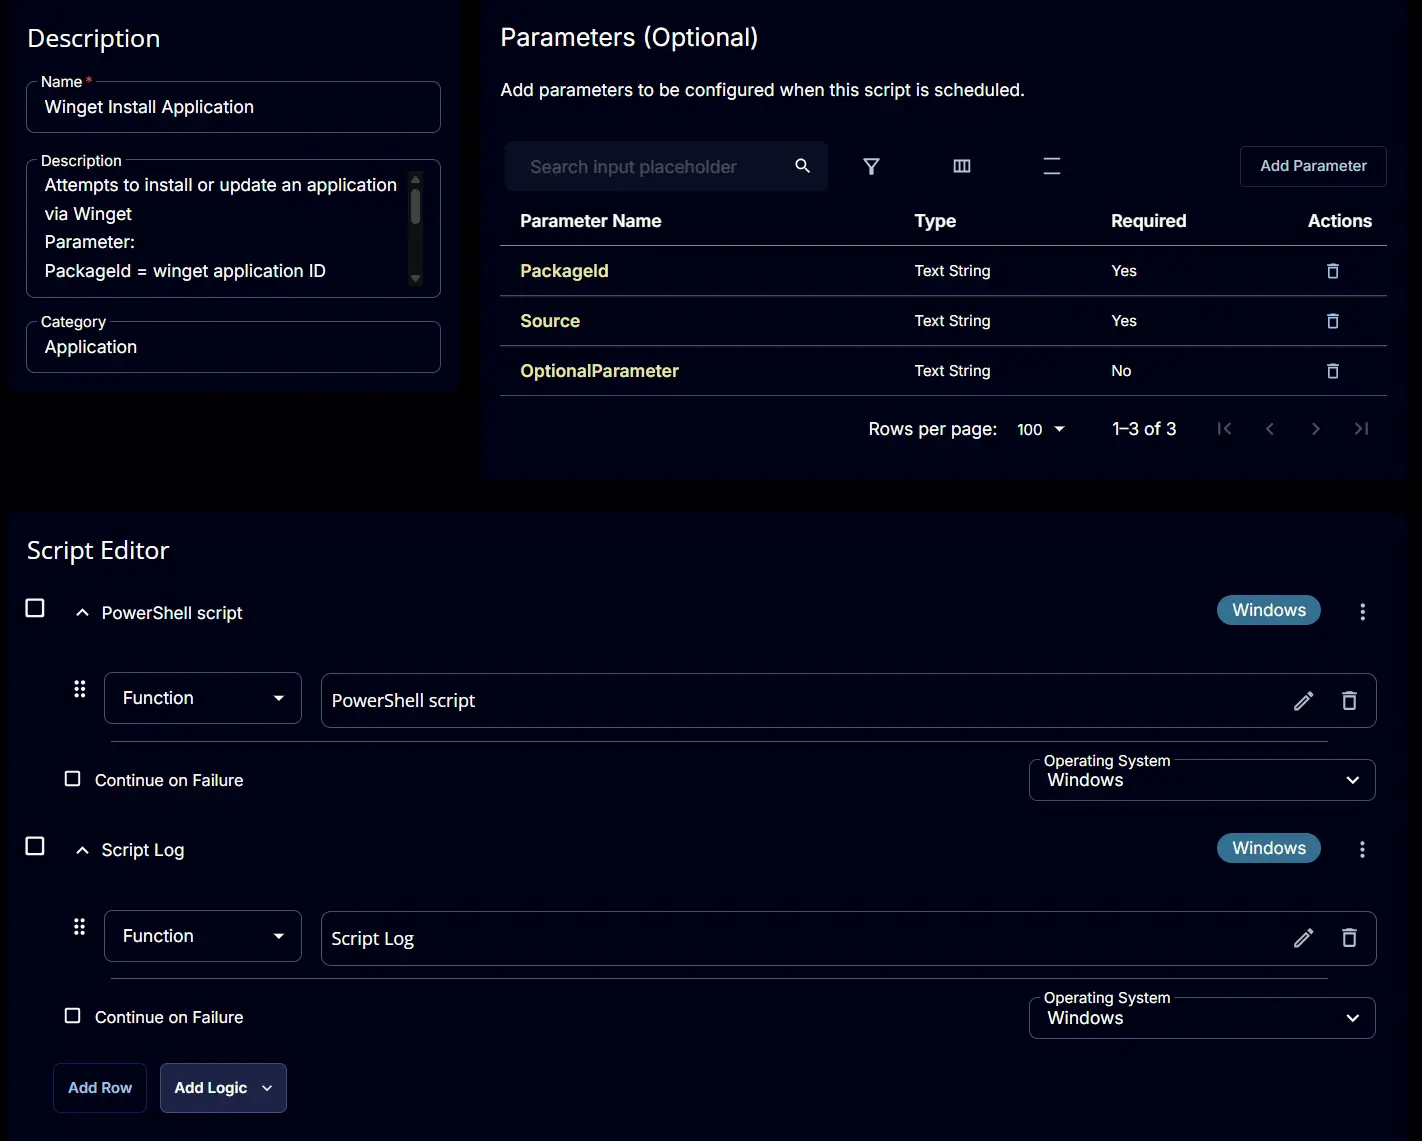 Description
Name *
Winget Install Application
Description
Attempts to install or update an application
via Winget
Parameter:
PackageId = winget application ID
Category
Application
Parameters (Optional)
Add parameters to be configured when this script is scheduled.
Search input placeholder
Add Parameter
Parameter Name Type Required Actions
PackageId Text String Yes
Source Text String Yes
OptionalParameter Text String No
Rows per page: 100 1–3 of 3
Script Editor
PowerShell script Windows
Function PowerShell script
Continue on Failure
Operating System
Windows
Script Log Windows
Function Script Log
Continue on Failure
Operating System
Windows
Add Row Add Logic